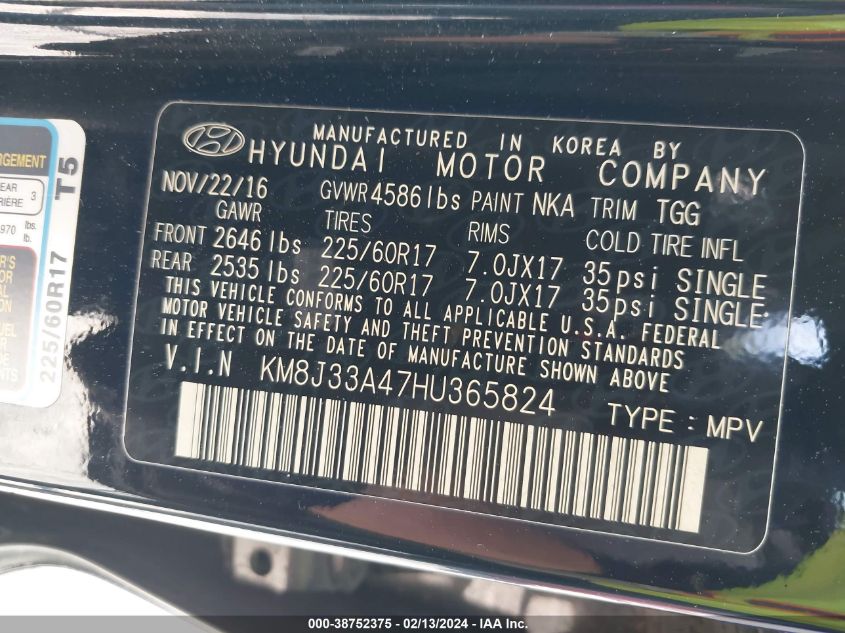 MANUFACTURED IN KOREA BY
HYUNDAI MOTOR COMPANY
NOV/22/16 GVWR 4586 lbs PAINT NKA TRIM TGG
GAWR TIRES RIMS COLD TIRE INFL
FRONT 2646 lbs 225/60R17 7.0JX17 35psi SINGLE
REAR 2535 lbs 225/60R17 7.0JX17 35psi SINGLE
THIS VEHICLE CONFORMS TO ALL APPLICABLE U.S.A. FEDERAL
MOTOR VEHICLE SAFETY AND THEFT PREVENTION STANDARDS
IN EFFECT ON THE DATE OF MANUFACTURE SHOWN ABOVE
V.I.N KM8J33A47HU365824
TYPE : MPV
3
970 lbs.
lb.
225/60R17 T5
000-38752375 - 02/13/2024 - IAA Inc.